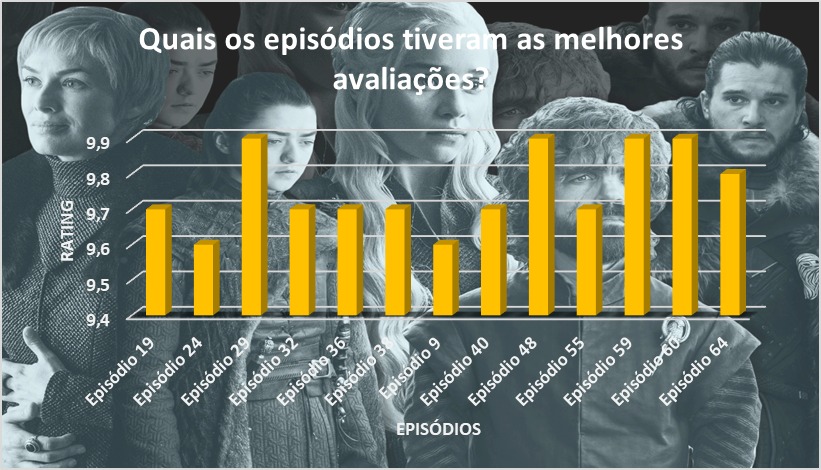 Quais os episódios tiveram as melhores
avaliações?
9,9
9,8
9,7
9,6
9,5
9,4
RATING
Episódio 19
Episódio 24
Episódio 29
Episódio 32
Episódio 36
Episódio 38
Episódio 9
Episódio 40
Episódio 48
Episódio 55
Episódio 59
Episódio 60
Episódio 64
EPISÓDIOS